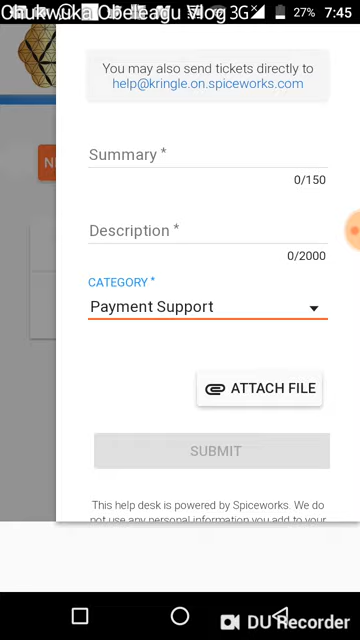 Chukwuka Obeleagu Vlog 3G 27% 7:45
You may also send tickets directly to
help@kringle.on.spiceworks.com
NE
Summary *
0/150
Description *
0/2000
CATEGORY *
Payment Support
ATTACH FILE
SUBMIT
This help desk is powered by Spiceworks. We do
not use any personal information you add to your
DU Recorder